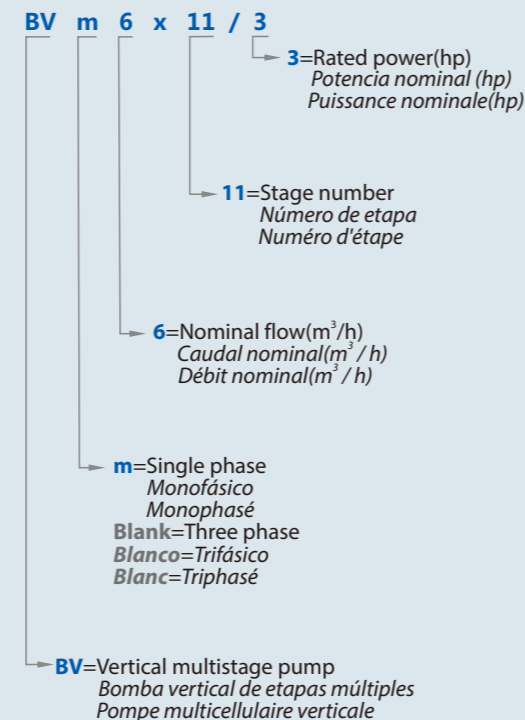 BV m 6 x 11 / 3
3=Rated power(hp)
Potencia nominal (hp)
Puissance nominale(hp)
11=Stage number
Número de etapa
Numéro d'étape
6=Nominal flow(m³/h)
Caudal nominal(m³ / h)
Débit nominal(m³ / h)
m=Single phase
Monofásico
Monophasé
Blank=Three phase
Blanco=Trifásico
Blanc=Triphasé
BV=Vertical multistage pump
Bomba vertical de etapas múltiples
Pompe multicellulaire verticale